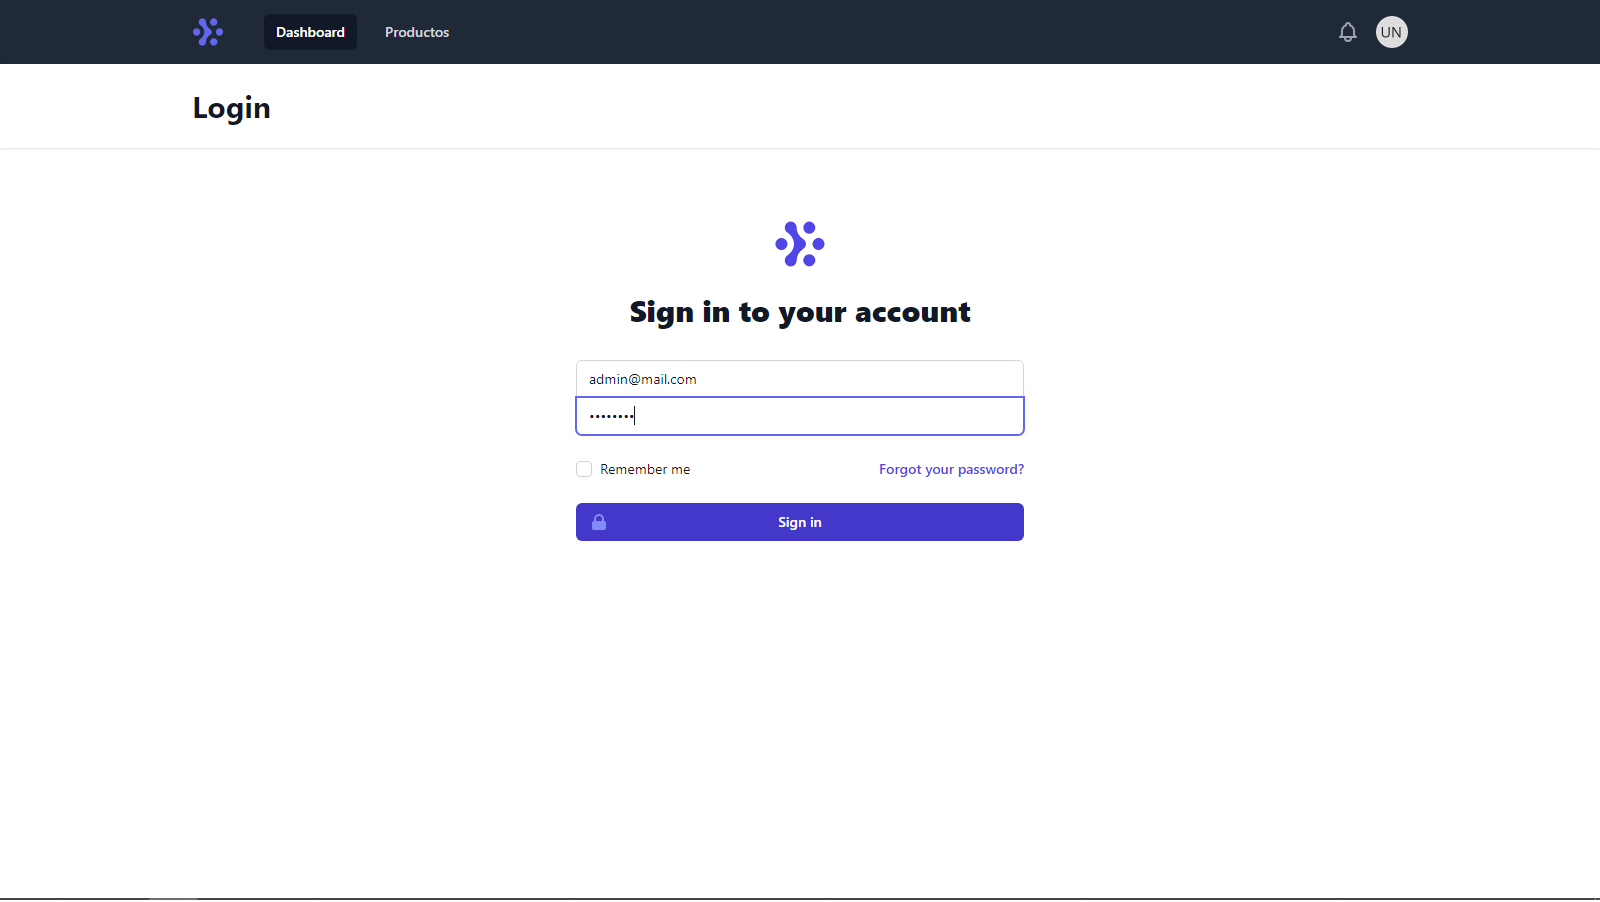 Dashboard
Productos
UN
Login
Sign in to your account
admin@mail.com
••••••••
Remember me
Forgot your password?
Sign in